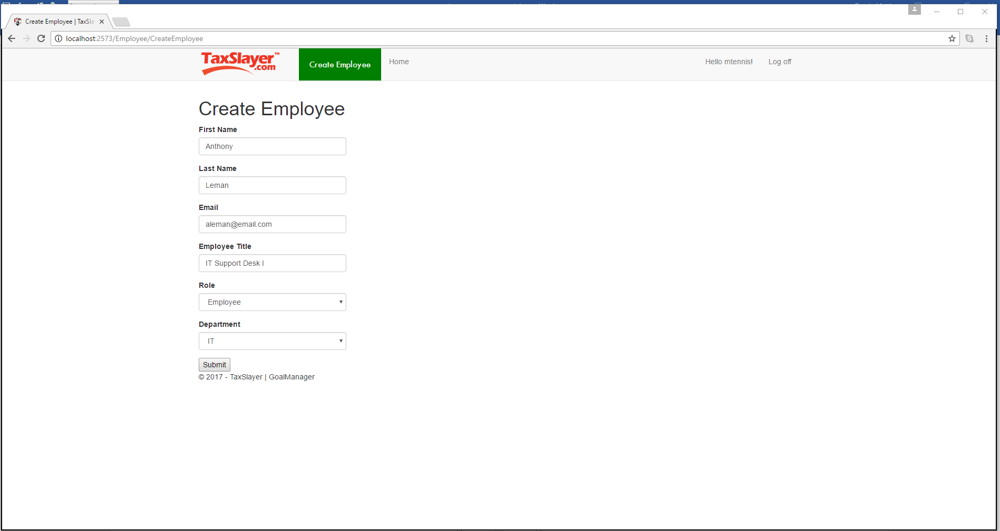 Create Employee | TaxSla
localhost:2573/Employee/CreateEmployee
TaxSlayer™
.com
Create Employee
Home
Hello mtennis!
Log off
Create Employee
First Name
Anthony
Last Name
Leman
Email
aleman@email.com
Employee Title
IT Support Desk I
Role
Employee
Department
IT
Submit
© 2017 - TaxSlayer | GoalManager